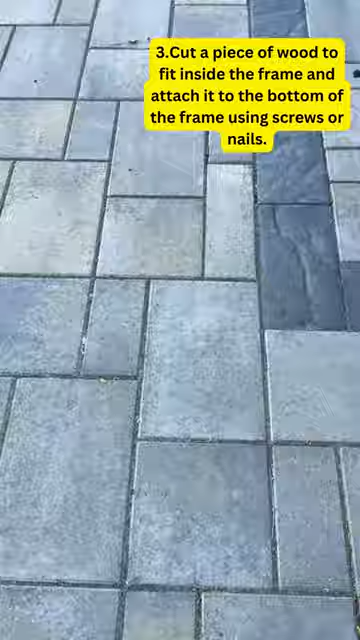 3.Cut a piece of wood to
fit inside the frame and
attach it to the bottom of
the frame using screws or
nails.